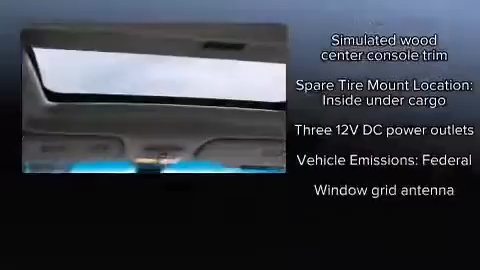 Simulated wood
center console trim
Spare Tire Mount Location:
Inside under cargo
Three 12V DC power outlets
Vehicle Emissions: Federal
Window grid antenna